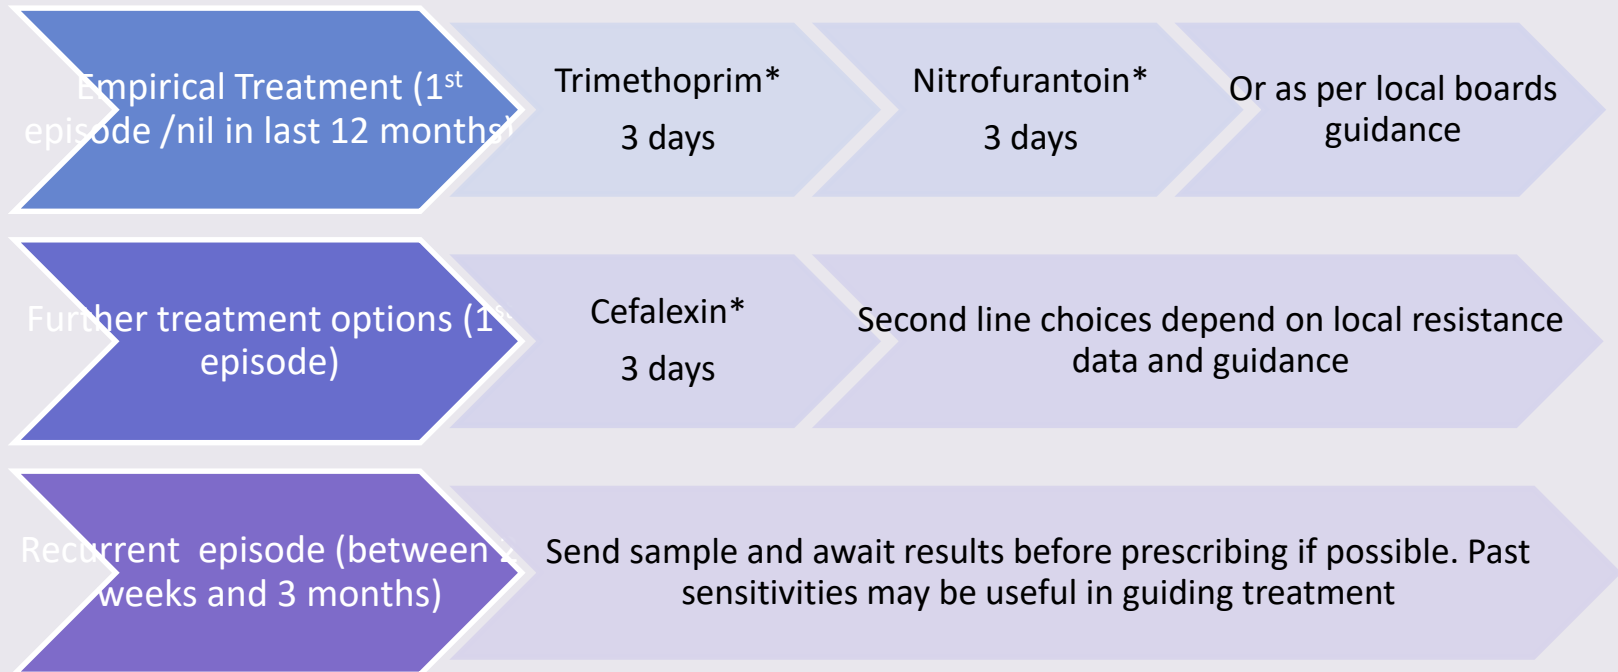 Empirical Treatment (1st
episode /nil in last 12 months)
Trimethoprim*
3 days
Nitrofurantoin*
3 days
Or as per local boards
guidance
Further treatment options (1st
episode)
Cefalexin*
3 days
Second line choices depend on local resistance
data and guidance
Recurrent episode (between 2
weeks and 3 months)
Send sample and await results before prescribing if possible. Past
sensitivities may be useful in guiding treatment